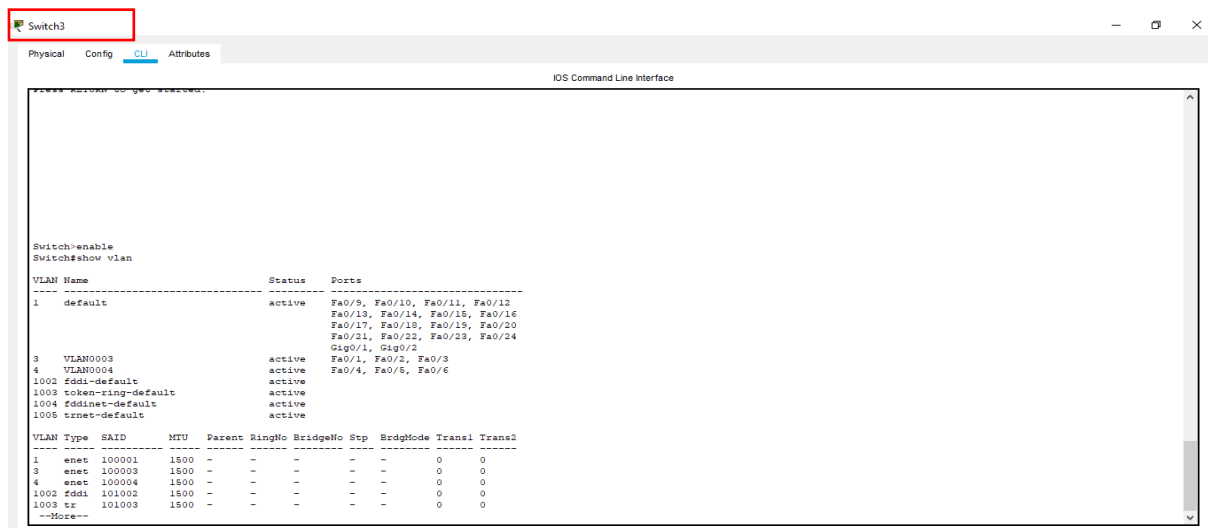 Switch3
Physical Config CLI Attributes
IOS Command Line Interface
Press RETURN to get started.
Switch>enable
Switch#show vlan
VLAN Name Status Ports
---- -------------------------------- --------- -------------------------------
1 default active Fa0/9, Fa0/10, Fa0/11, Fa0/12
Fa0/13, Fa0/14, Fa0/15, Fa0/16
Fa0/17, Fa0/18, Fa0/19, Fa0/20
Fa0/21, Fa0/22, Fa0/23, Fa0/24
Gig0/1, Gig0/2
3 VLAN0003 active Fa0/1, Fa0/2, Fa0/3
4 VLAN0004 active Fa0/4, Fa0/5, Fa0/6
1002 fddi-default active
1003 token-ring-default active
1004 fddinet-default active
1005 trnet-default active
VLAN Type SAID MTU Parent RingNo BridgeNo Stp BrdgMode Trans1 Trans2
---- ----- ---------- ----- ------ ------ -------- ---- -------- ------ ------
1 enet 100001 1500 - - - - - 0 0
3 enet 100003 1500 - - - - - 0 0
4 enet 100004 1500 - - - - - 0 0
1002 fddi 101002 1500 - - - - - 0 0
1003 tr 101003 1500 - - - - - 0 0
--More--